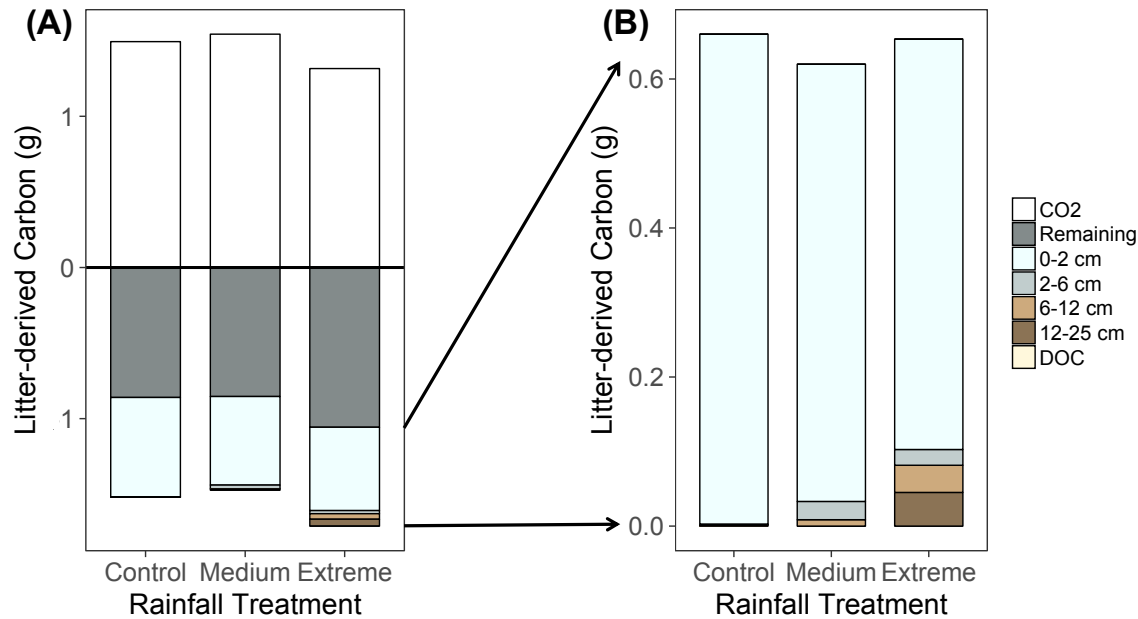 (A)
Litter-derived Carbon (g)
1
0
1
Control Medium Extreme
Rainfall Treatment
(B)
Litter-derived Carbon (g)
0.6
0.4
0.2
0.0
Control Medium Extreme
Rainfall Treatment
CO2
Remaining
0-2 cm
2-6 cm
6-12 cm
12-25 cm
DOC